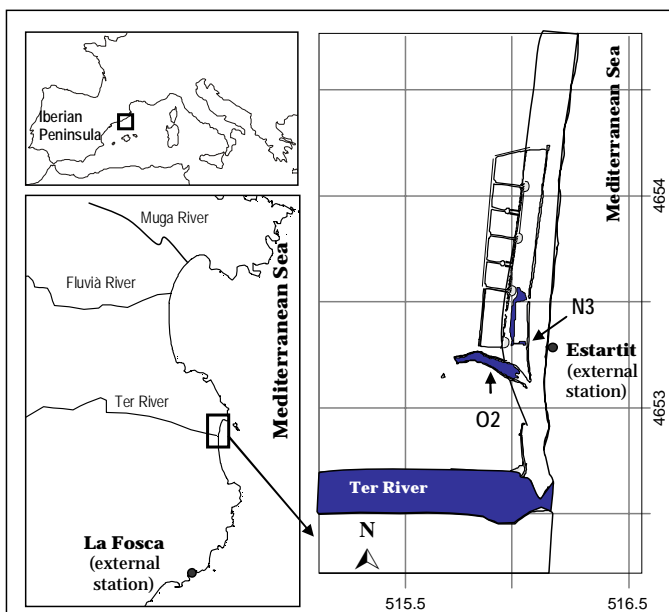 Iberian
Peninsula
Muga River
Fluvià River
Ter River
Mediterranean Sea
La Fosca
(external
station)
Mediterranean Sea
4654
N3
Estartit
(external
station)
O2
4653
Ter River
N
515.5
516.5